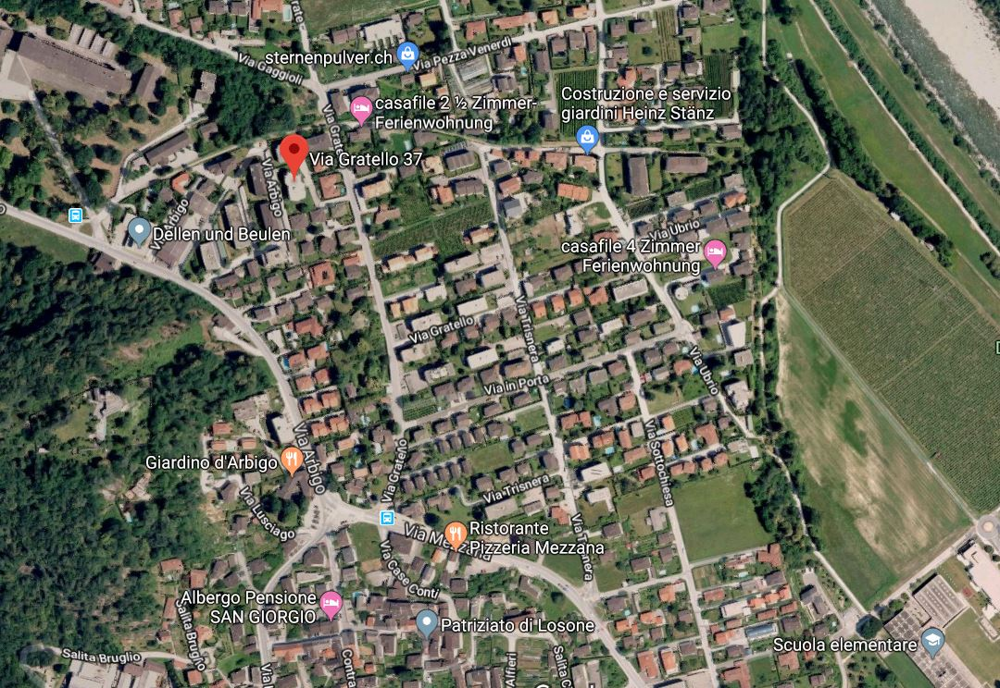 Via Gaggioli
sternenpulver.ch
Via Pezza Venerdì
casafile 2 ½ Zimmer-
Ferienwohnung
Costruzione e servizio
giardini Heinz Stänz
Via Gratello 37
Via Arbigo
Via Arbigo
Dellen und Beulen
Via Ubrio
casafile 4 Zimmer
Ferienwohnung
Via Trisnera
Via Gratello
Via Ubrio
Via in Porta
Via Arbigo
Via Gratello
Via Sottochiesa
Giardino d'Arbigo
Via Trisnera
Via Lusciago
Via Mezzana
Ristorante
Pizzeria Mezzana
Via Trisnera
Via Case Conti
Albergo Pensione
SAN GIORGIO
Patriziato di Losone
Scuola elementare
Salita Bruglio
Salita Bruglio
Contra
Alfieri
Salita C